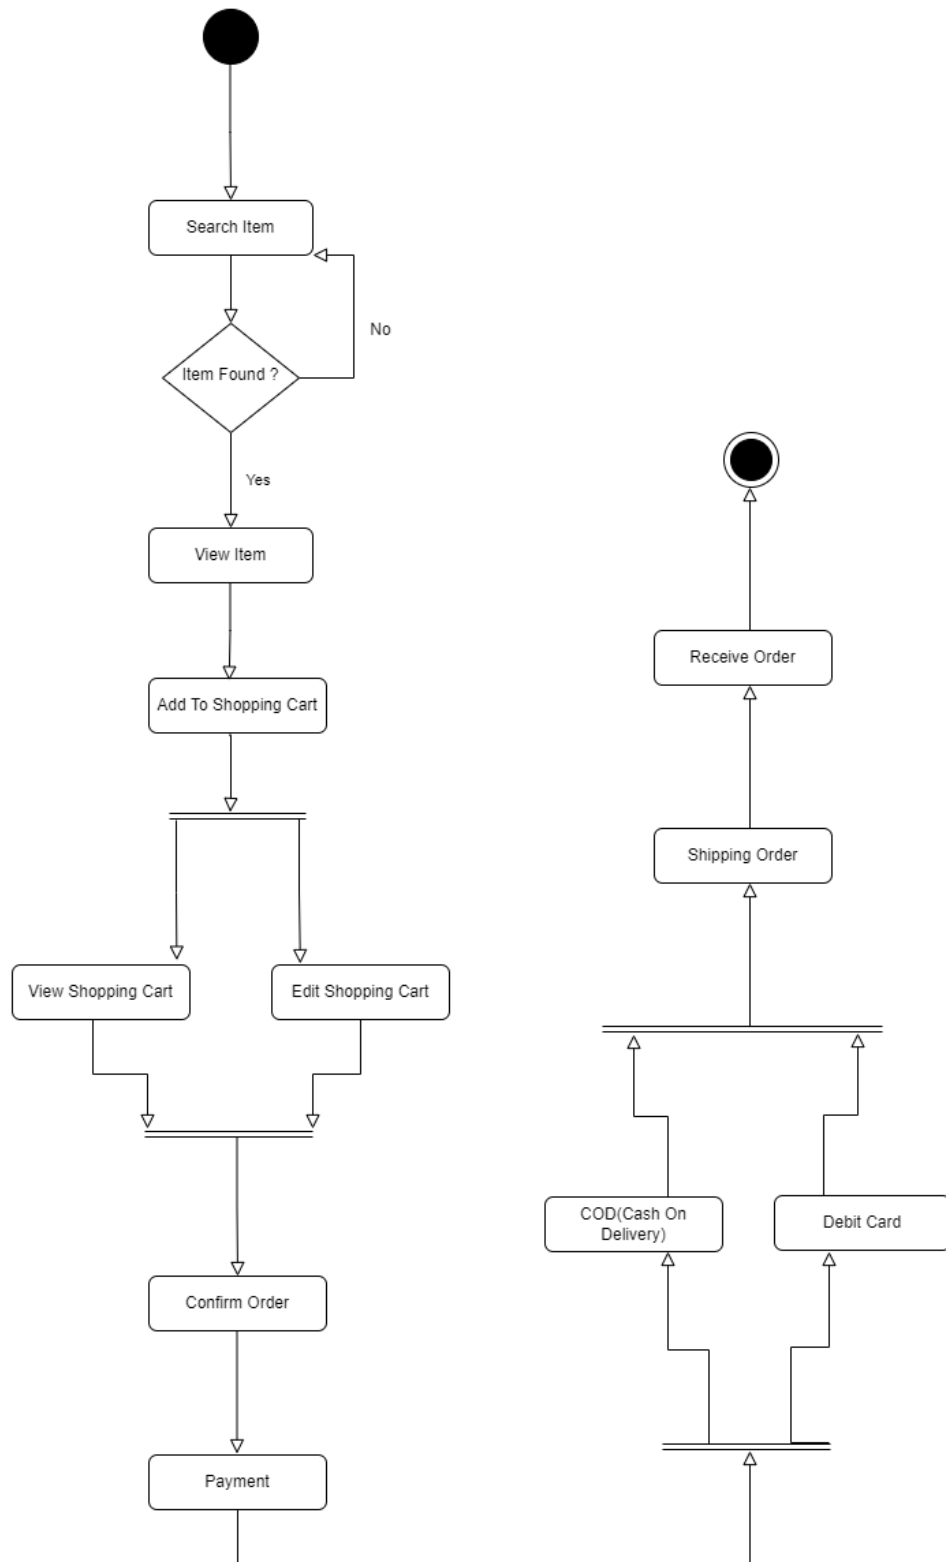 Search Item
No
Item Found ?
Yes
View Item
Add To Shopping Cart
View Shopping Cart
Edit Shopping Cart
Confirm Order
Payment
Receive Order
Shipping Order
COD(Cash On
Delivery)
Debit Card